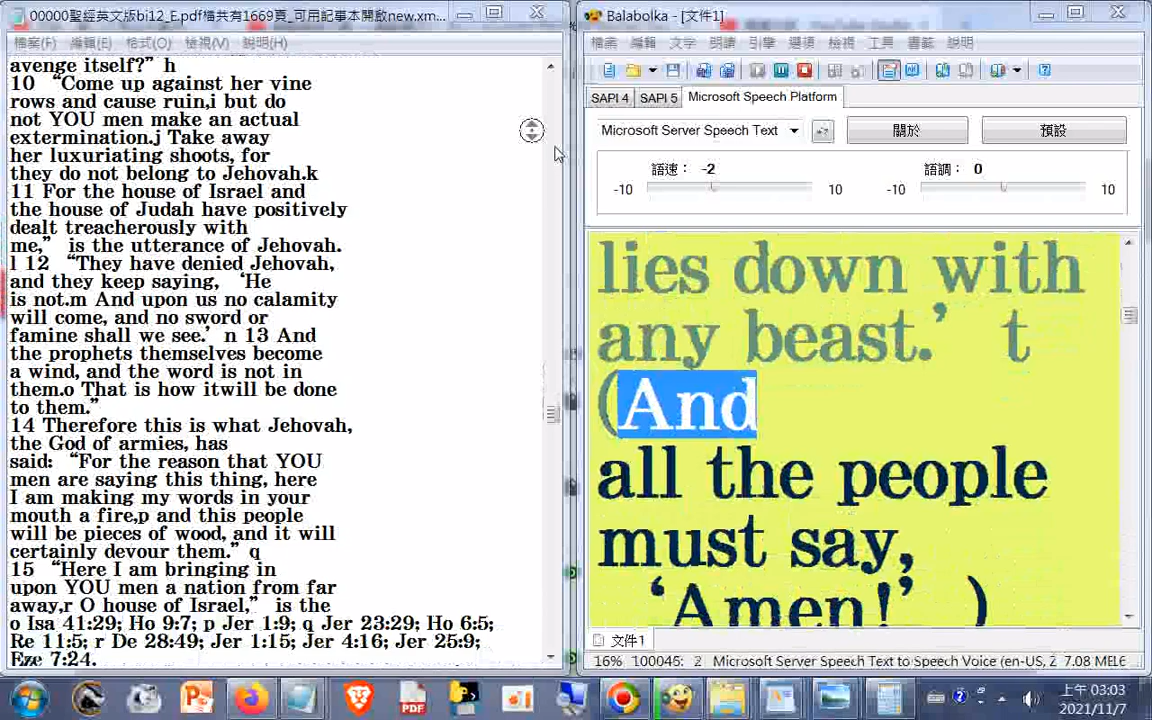 00000聖經英文版bi12_E.pdf檔共有1669頁_可用記事本開啟new.xm...
檔案(F) 編輯(E) 格式(O) 檢視(V) 說明(H)
avenge itself?” h
10 “Come up against her vine
rows and cause ruin,i but do
not YOU men make an actual
extermination.j Take away
her luxuriating shoots, for
they do not belong to Jehovah.k
11 For the house of Israel and
the house of Judah have positively
dealt treacherously with
me,” is the utterance of Jehovah.
l 12 “They have denied Jehovah,
and they keep saying, ‘He
is not.m And upon us no calamity
will come, and no sword or
famine shall we see.’ n 13 And
the prophets themselves become
a wind, and the word is not in
them.o That is how itwill be done
to them.”
14 Therefore this is what Jehovah,
the God of armies, has
said: “For the reason that YOU
men are saying this thing, here
I am making my words in your
mouth a fire,p and this people
will be pieces of wood, and it will
certainly devour them.” q
15 “Here I am bringing in
upon YOU men a nation from far
away,r O house of Israel,” is the
o Isa 41:29; Ho 9:7; p Jer 1:9; q Jer 23:29; Ho 6:5;
Re 11:5; r De 28:49; Jer 1:15; Jer 4:16; Jer 25:9;
Eze 7:24.
Balabolka - [文件1]
檔案 編輯 文字 朗讀 引擎 選項 檢視 工具 書籤 說明
SAPI 4 SAPI 5 Microsoft Speech Platform
Microsoft Server Speech Text 關於 預設
語速： -2 語調： 0
-10 10 -10 10
lies down with
any beast.’ t
(And
all the people
must say,
‘Amen!’ )
文件1
16% 100045: 2 Microsoft Server Speech Text to Speech Voice (en-US, Z 7.08 МБ
PDF
上午 03:03
2021/11/7